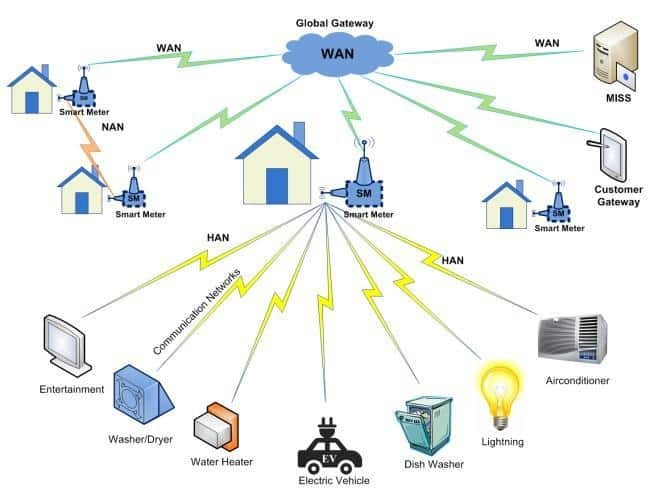 Global Gateway
WAN
WAN
WAN
MISS
SM
Smart Meter
NAN
SM
Smart Meter
SM
Smart Meter
Customer
Gateway
SM
Smart Meter
HAN
HAN
Communication Networks
Entertainment
Airconditioner
Washer/Dryer
Lightning
Water Heater
EV
Electric Vehicle
Dish Washer